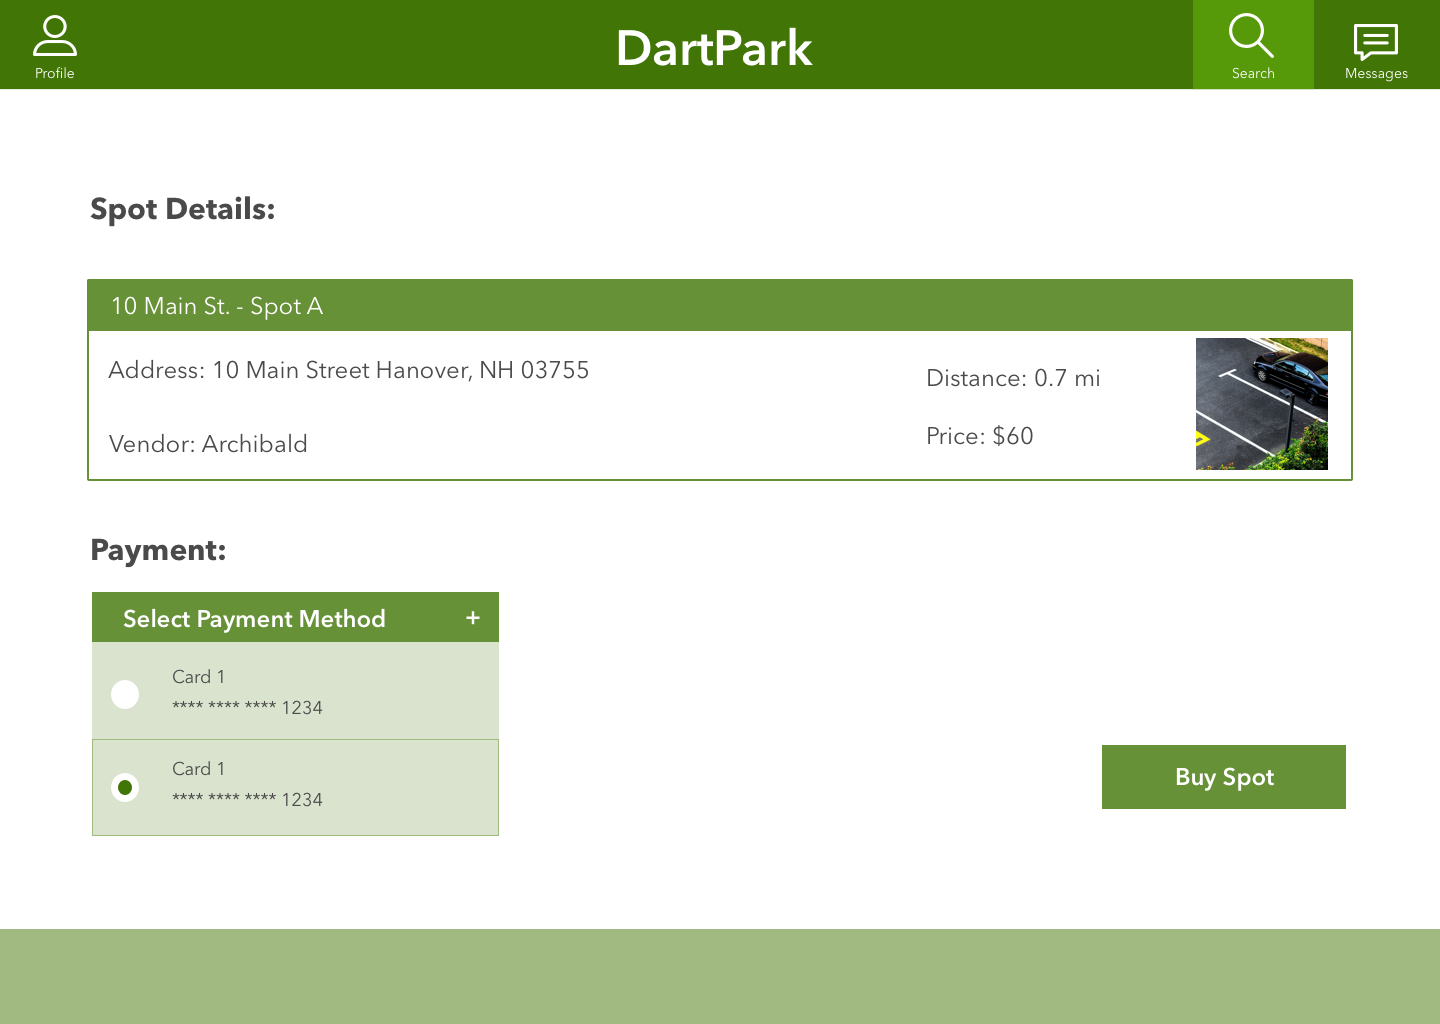 Profile
DartPark
Search
Messages
Spot Details:
10 Main St. - Spot A
Address: 10 Main Street Hanover, NH 03755
Distance: 0.7 mi
Price: $60
Vendor: Archibald
Payment:
Select Payment Method +
Card 1
**** **** **** 1234
Card 1
**** **** **** 1234
Buy Spot